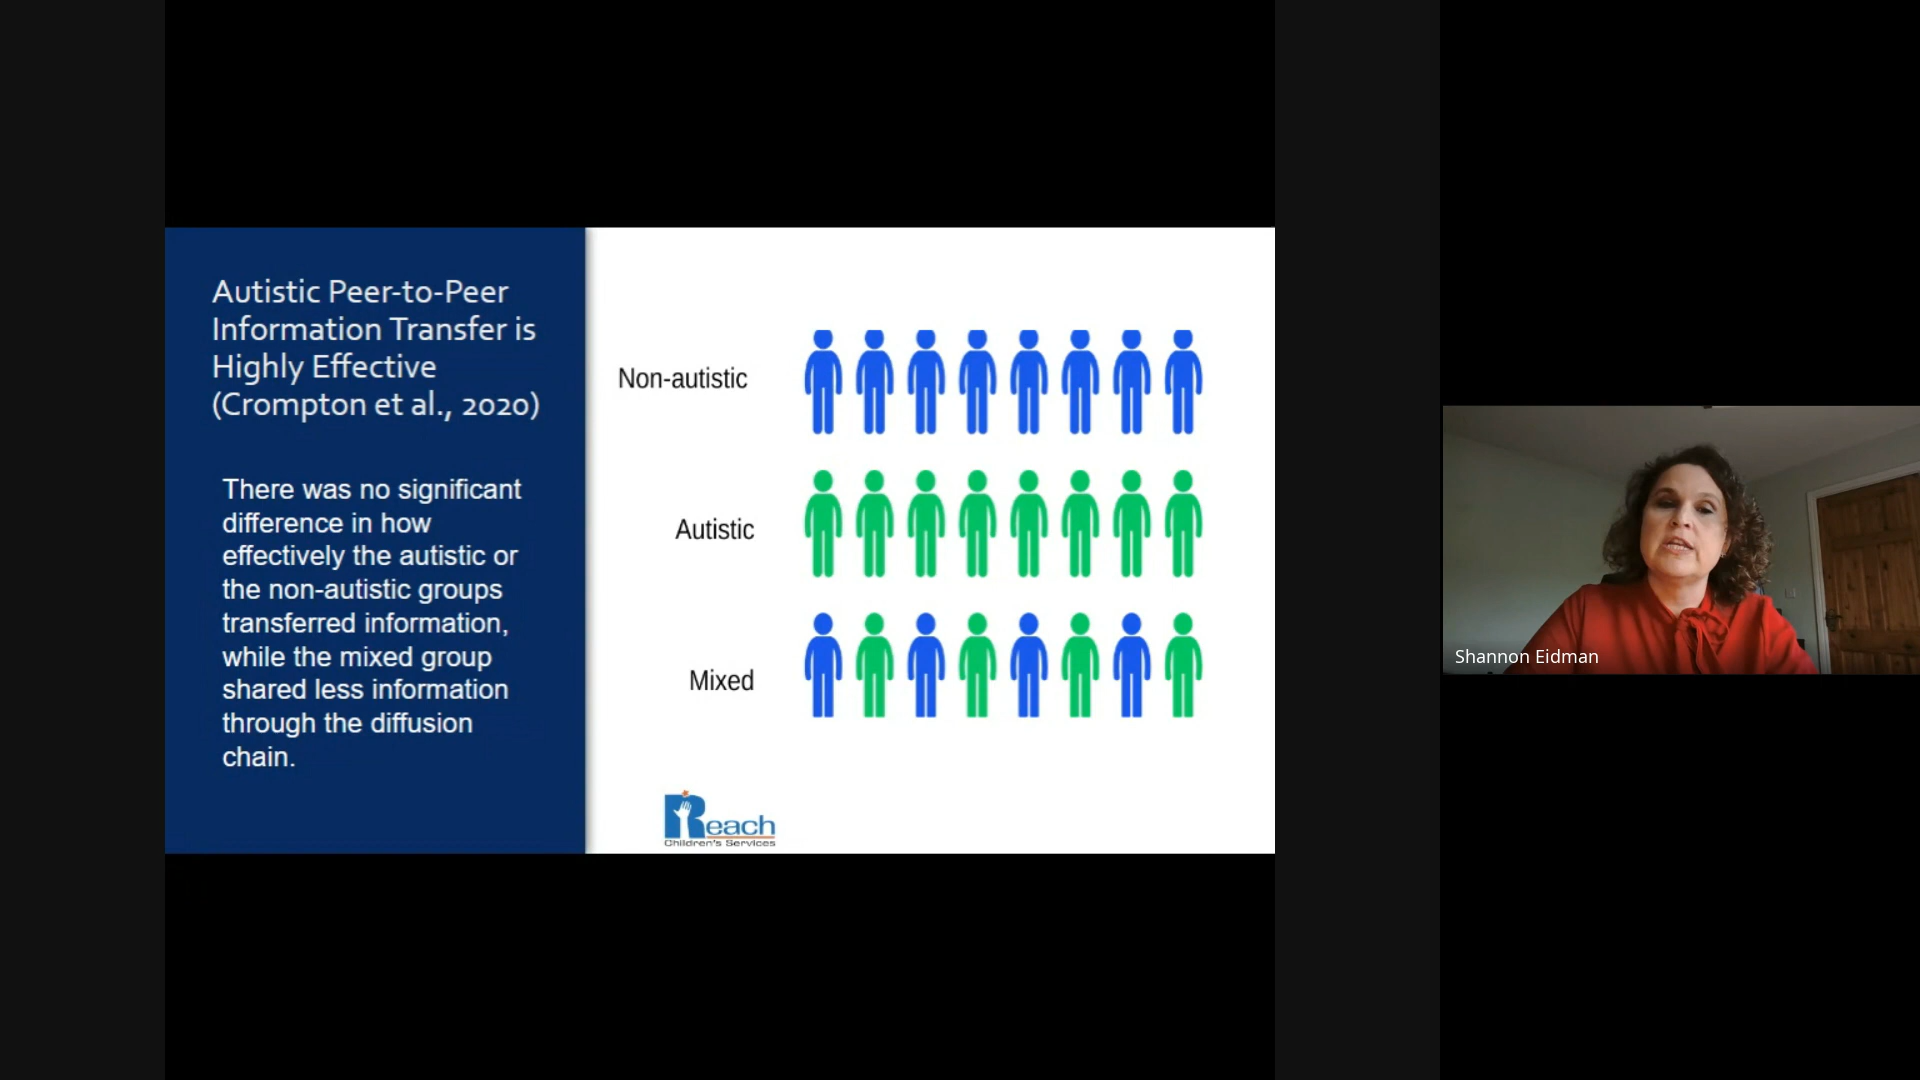 Autistic Peer-to-Peer
Information Transfer is
Highly Effective
(Crompton et al., 2020)
There was no significant
difference in how
effectively the autistic or
the non-autistic groups
transferred information,
while the mixed group
shared less information
through the diffusion
chain.
Non-autistic
Autistic
Mixed
Reach
Children's Services
Shannon Eidman